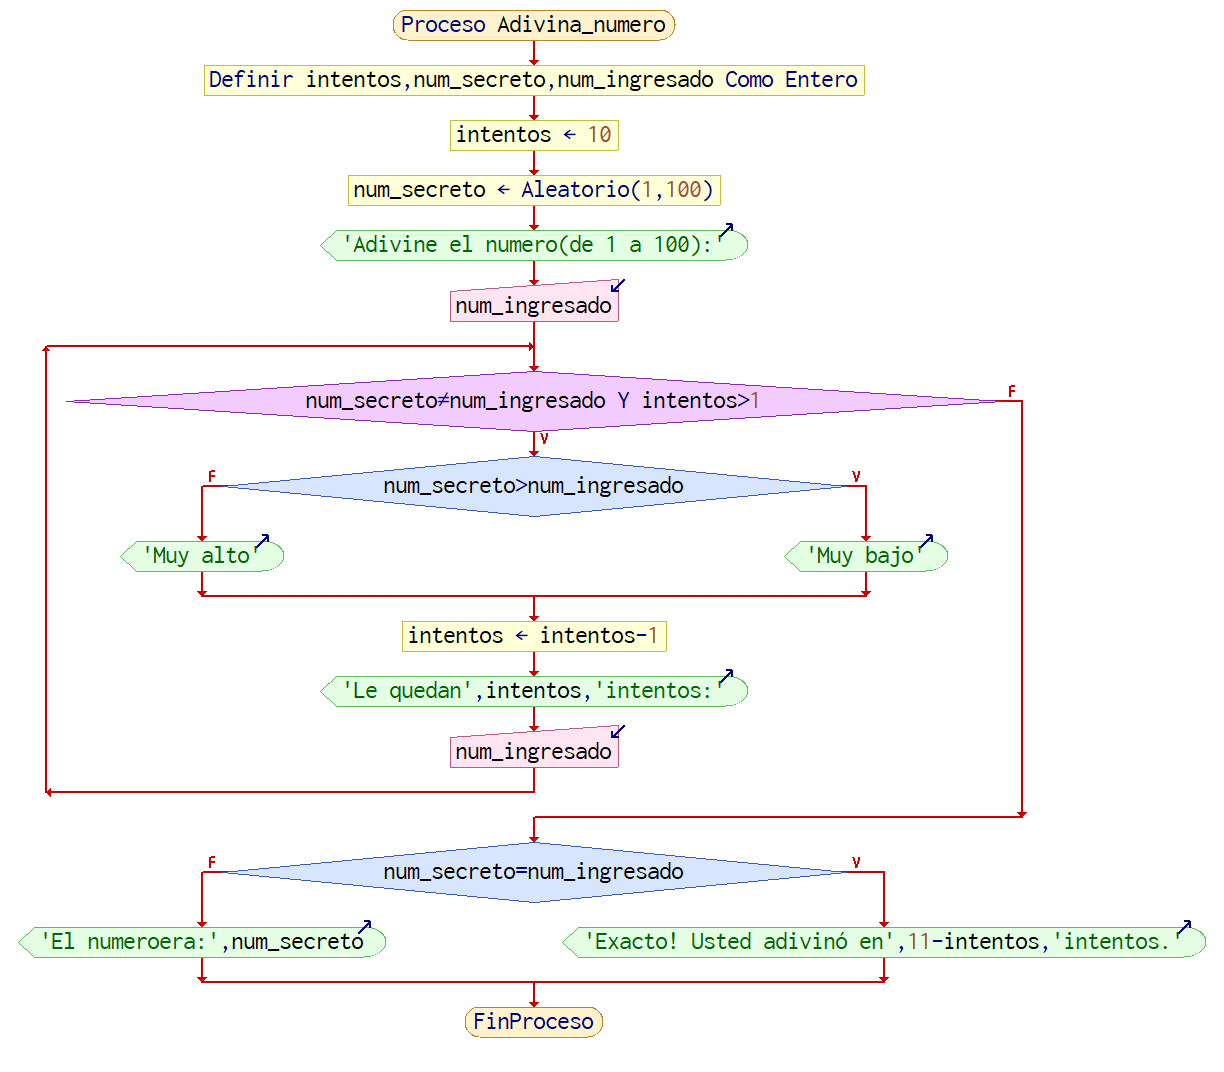 Proceso Adivina_numero
Definir intentos,num_secreto,num_ingresado Como Entero
intentos ← 10
num_secreto ← Aleatorio(1,100)
'Adivine el numero(de 1 a 100):'
num_ingresado
num_secreto≠num_ingresado Y intentos>1
F
V
num_secreto>num_ingresado
F
V
'Muy alto'
'Muy bajo'
intentos ← intentos-1
'Le quedan',intentos,'intentos:'
num_ingresado
num_secreto=num_ingresado
F
V
'El numeroera:',num_secreto
'Exacto! Usted adivinó en',11-intentos,'intentos.'
FinProceso